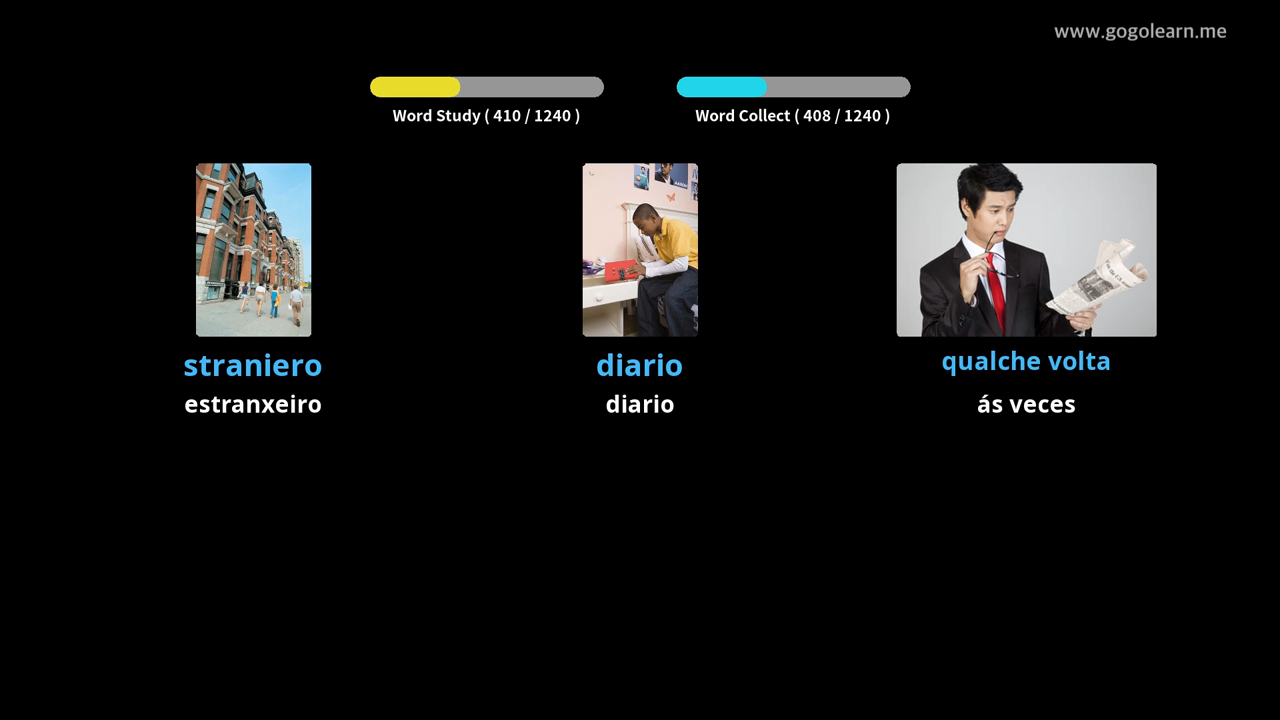 www.gogolearn.me
Word Study ( 410 / 1240 )
Word Collect ( 408 / 1240 )
straniero
diario
qualche volta
estranxeiro
diario
ás veces